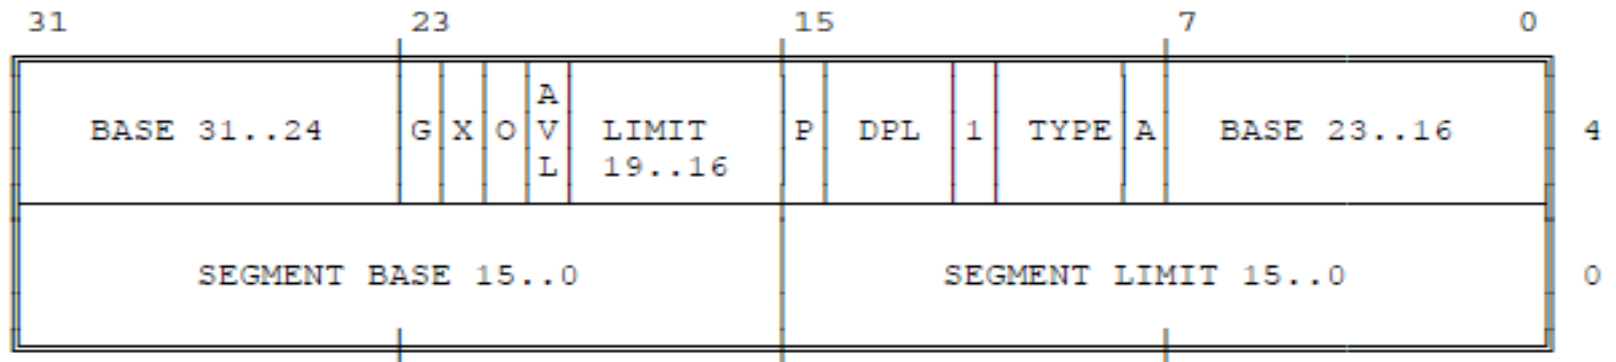 31 23 15 7 0
BASE 31..24 G X O AVL LIMIT 19..16 P DPL 1 TYPE A BASE 23..16 4
SEGMENT BASE 15..0 SEGMENT LIMIT 15..0 0